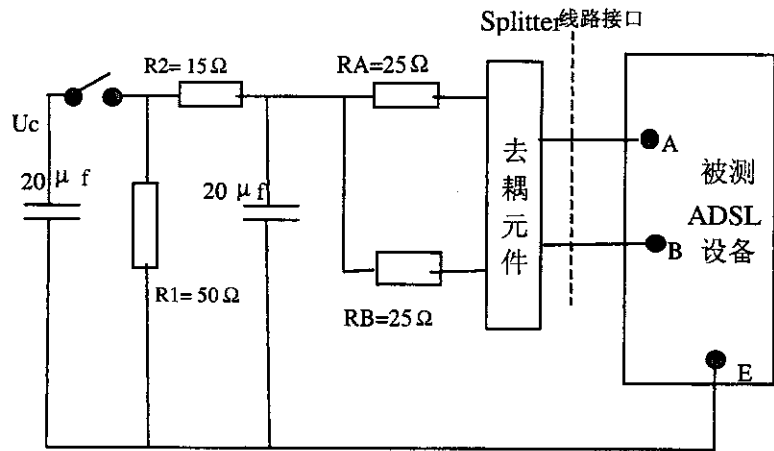 Splitter线路接口
R2= 15Ω
RA=25Ω
Uc
20 μ f
R1= 50Ω
20 μ f
RB=25Ω
去耦元件
A
B
E
被测
ADSL
设备